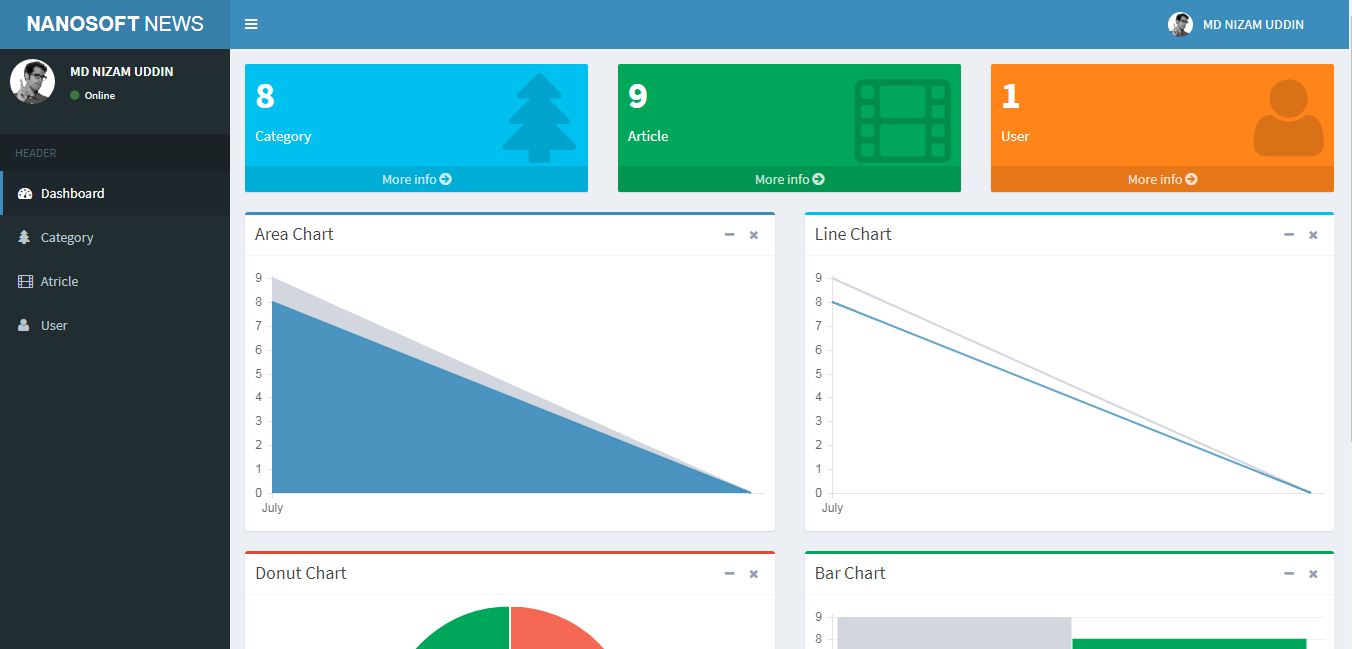 NANOSOFT NEWS
MD NIZAM UDDIN
MD NIZAM UDDIN
Online
HEADER
Dashboard
Category
Atricle
User
8
Category
More info
9
Article
More info
1
User
More info
Area Chart
9
8
7
6
5
4
3
2
1
0
July
Line Chart
9
8
7
6
5
4
3
2
1
0
July
Donut Chart
Bar Chart
9
8